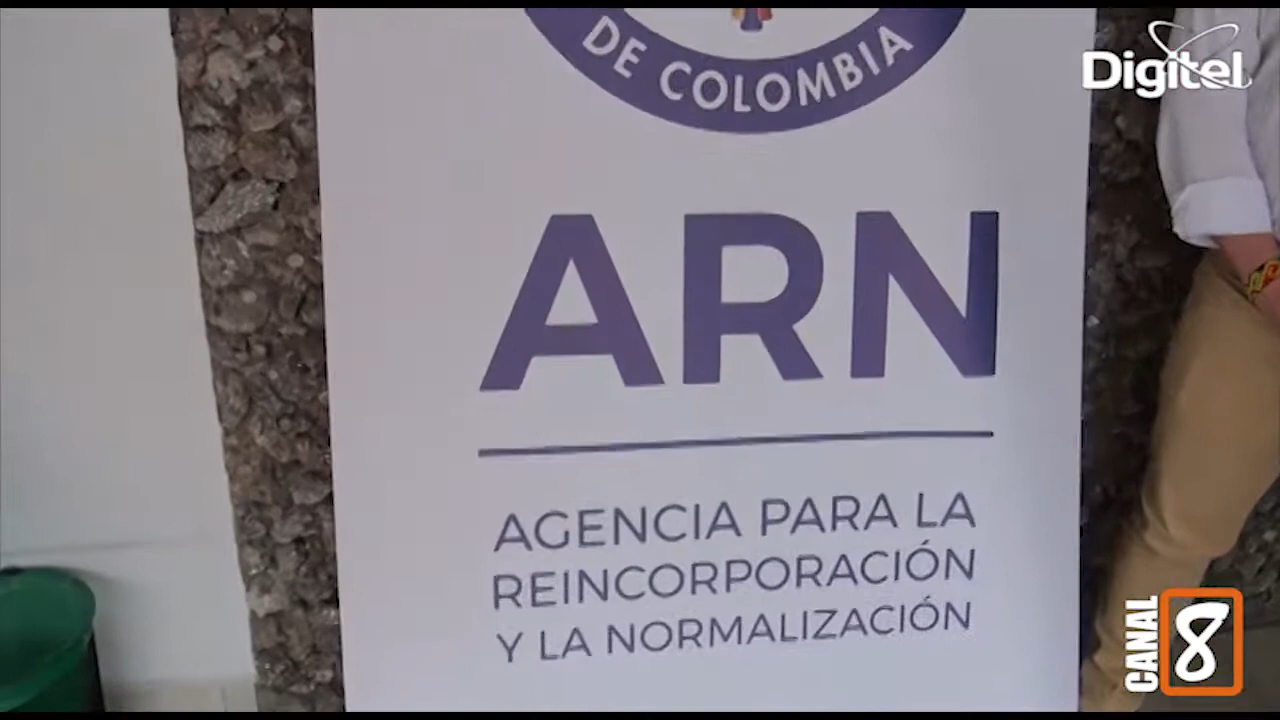 DE COLOMBIA
Digitel
ARN
AGENCIA PARA LA
REINCORPORACIÓN
Y LA NORMALIZACIÓN
CANAL
8